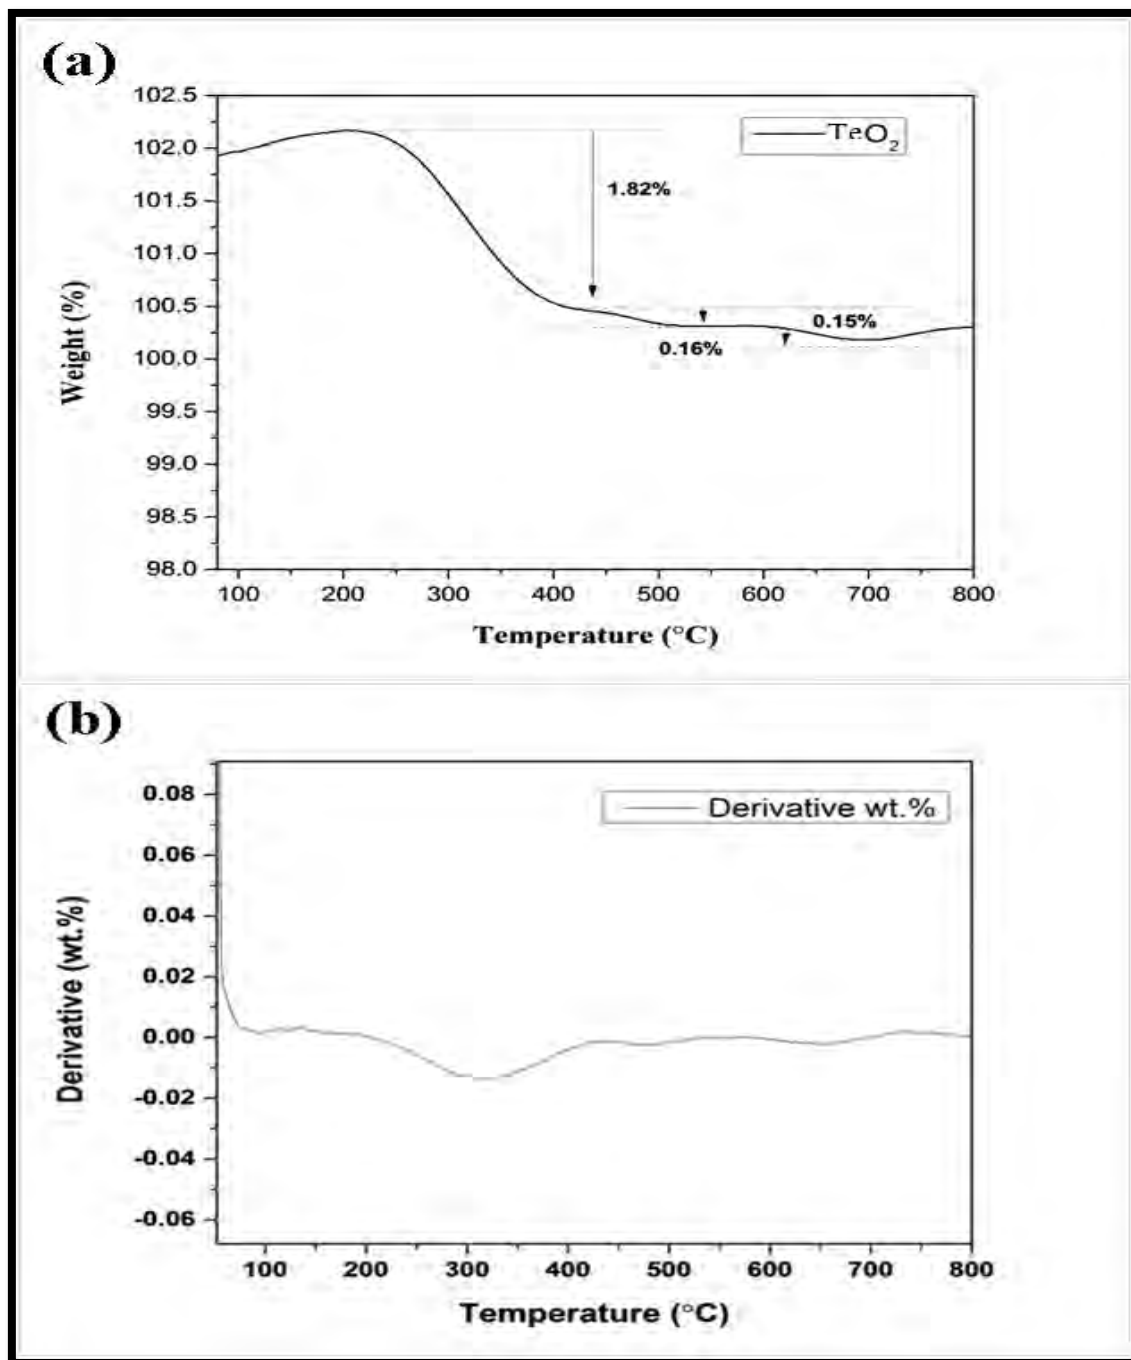 (a)
102.5
102.0
101.5
101.0
100.5
100.0
99.5
99.0
98.5
98.0
Weight (%)
TeO₂
1.82%
0.15%
0.16%
100 200 300 400 500 600 700 800
Temperature (°C)
(b)
0.08
0.06
0.04
0.02
0.00
-0.02
-0.04
-0.06
Derivative (wt.%)
Derivative wt.%
100 200 300 400 500 600 700 800
Temperature (°C)